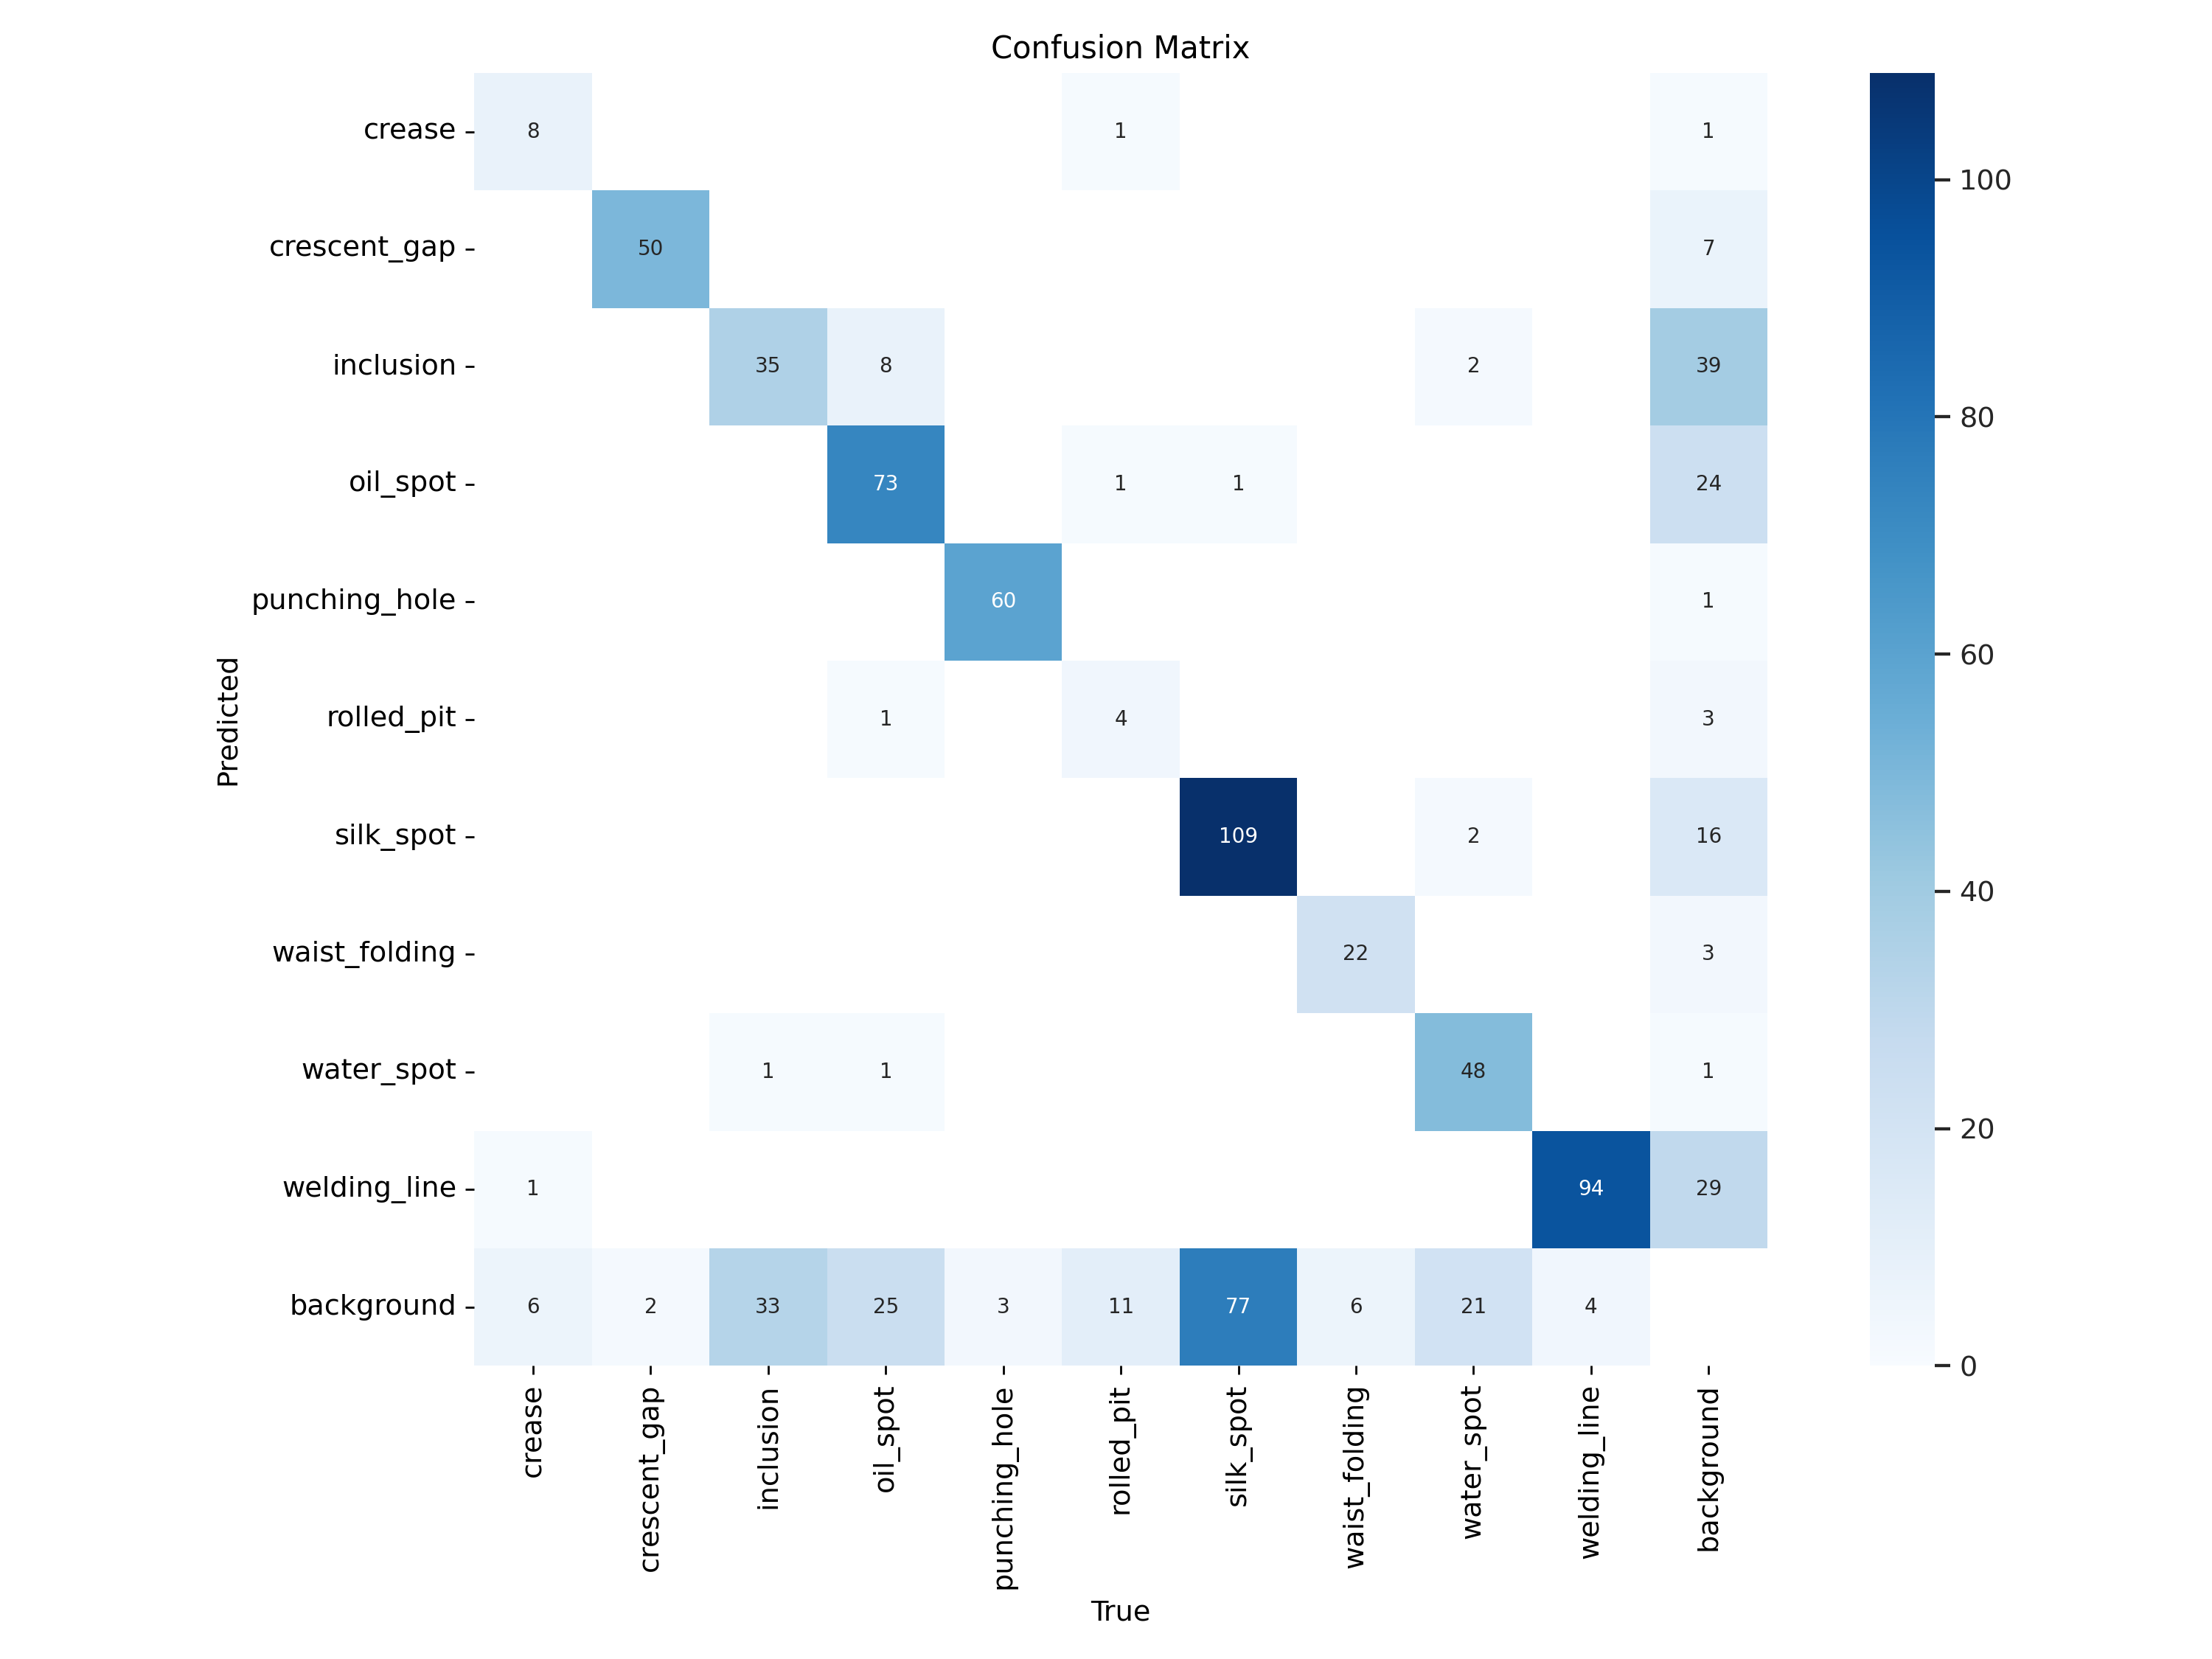 Confusion Matrix
crease 8 1 1
crescent_gap 50 7
inclusion 35 8 2 39
oil_spot 73 1 1 24
punching_hole 60 1
rolled_pit 1 4 3
silk_spot 109 2 16
waist_folding 22 3
water_spot 1 1 48 1
welding_line 1 94 29
background 6 2 33 25 3 11 77 6 21 4
Predicted
crease
crescent_gap
inclusion
oil_spot
punching_hole
rolled_pit
silk_spot
waist_folding
water_spot
welding_line
background
True
100
80
60
40
20
0